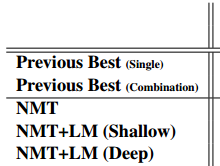 Previous Best (Single)
Previous Best (Combination)
NMT
NMT+LM (Shallow)
NMT+LM (Deep)